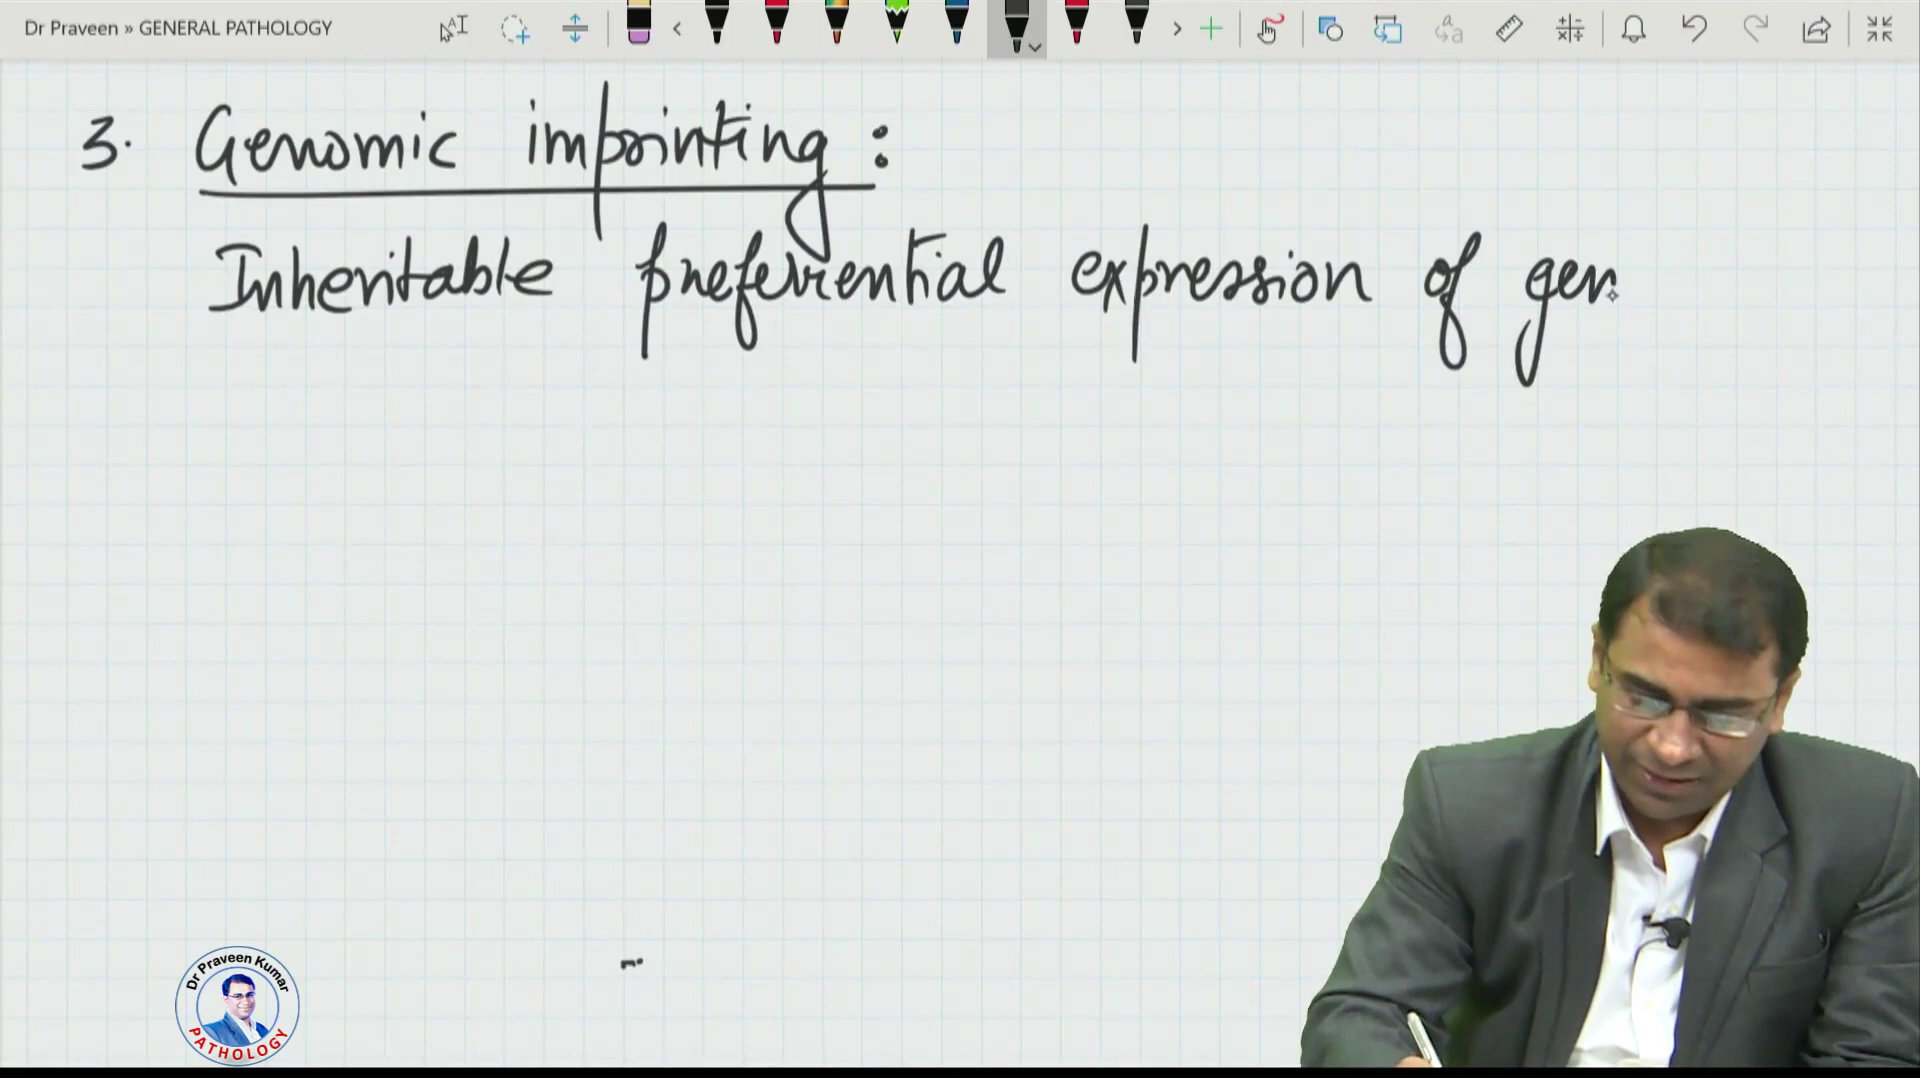 Dr Praveen » GENERAL PATHOLOGY
3. Genomic imprinting :
Inheritable preferential expression of gen
Dr Praveen Kumar
PATHOLOGY